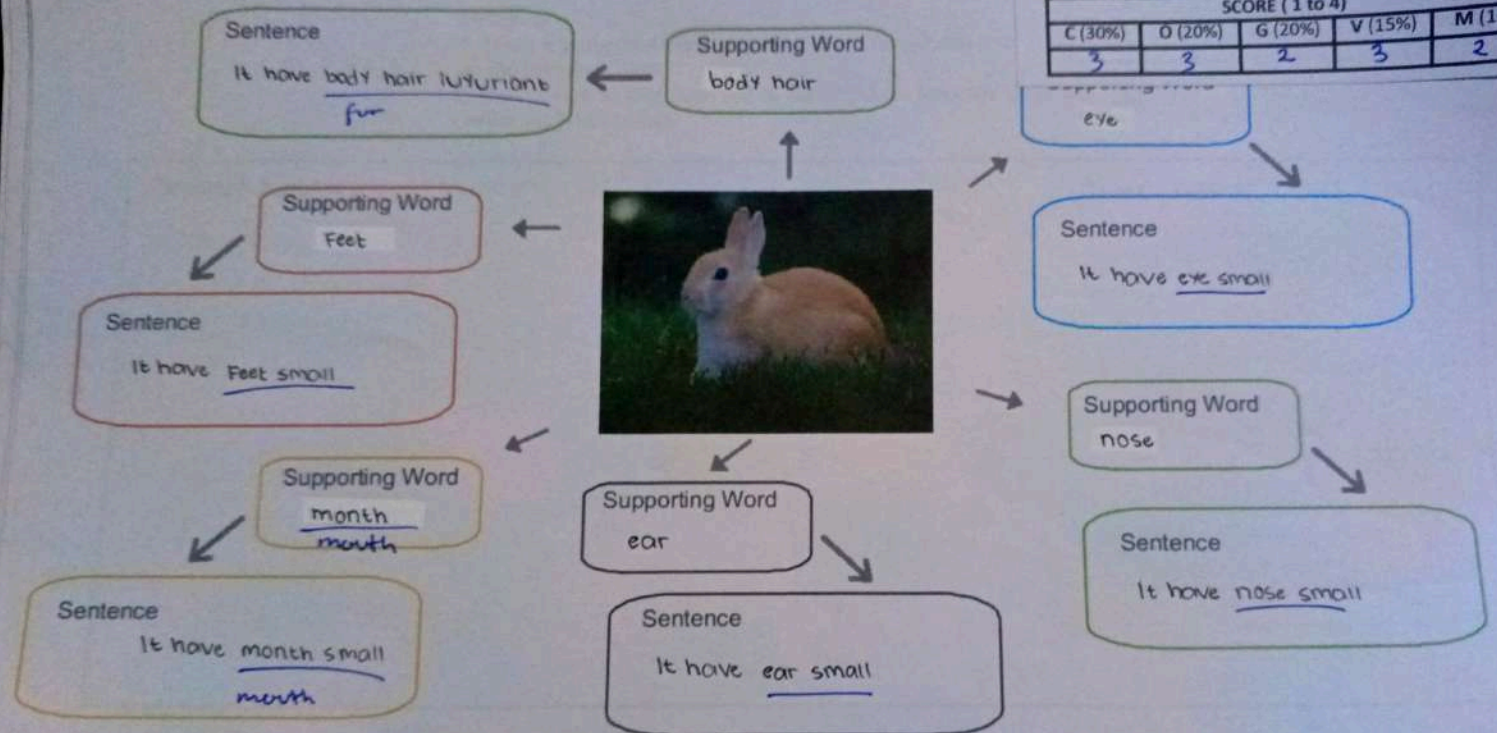 SCORE ( 1 to 4)
C (30%) O (20%) G (20%) V (15%) M (1
3 3 2 3 2
Sentence
It have body hair luxuriant
fur
Supporting Word
body hair
eye
Supporting Word
Feet
Sentence
It have eye small
Sentence
It have Feet small
Supporting Word
nose
Supporting Word
month
mouth
Supporting Word
ear
Sentence
It have nose small
Sentence
It have month small
mouth
Sentence
It have ear small